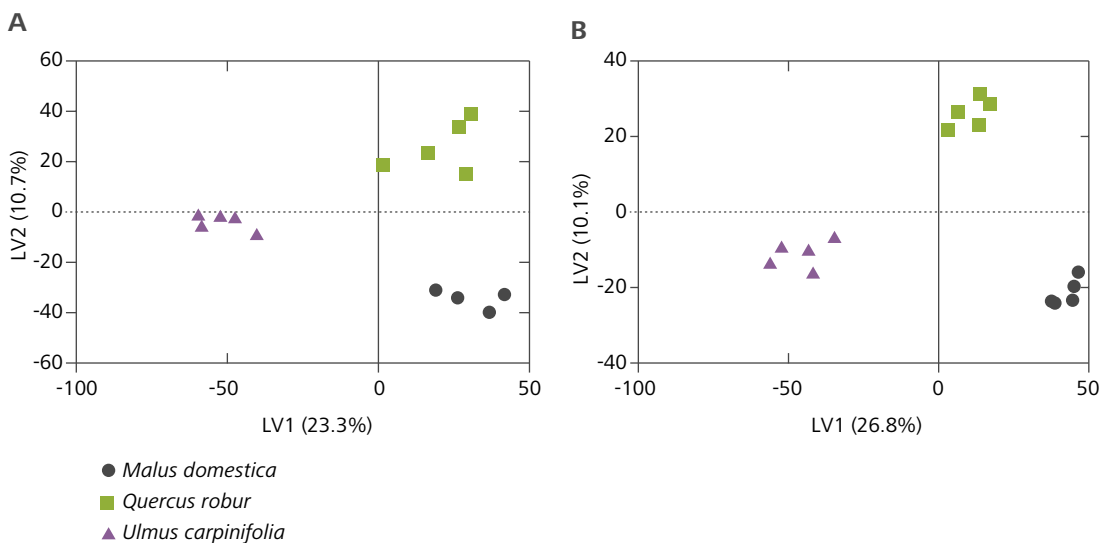 A
60
40
20
0
-20
-40
-60
-100
-50
0
50
LV2 (10.7%)
LV1 (23.3%)
B
40
20
0
-20
-40
-100
-50
0
50
LV2 (10.1%)
LV1 (26.8%)
Malus domestica
Quercus robur
Ulmus carpinifolia